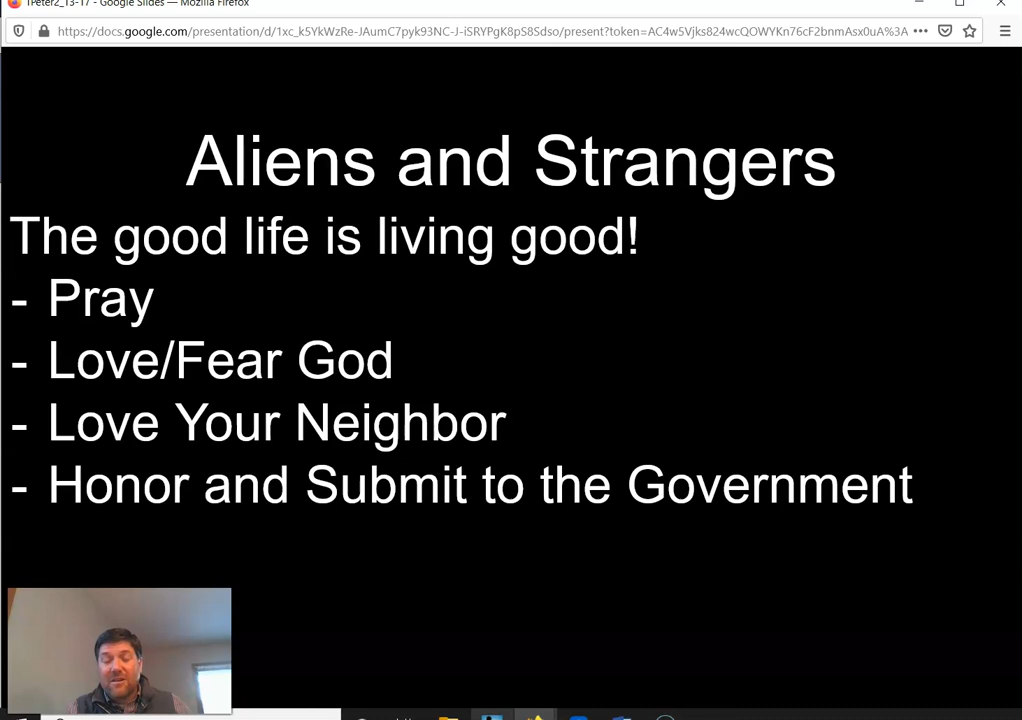 1Peter2_13-17 - Google Slides — Mozilla Firefox
https://docs.google.com/presentation/d/1xc_k5YkWzRe-JAumC7pyk93NC-J-iSRYPgK8pS8Sdso/present?token=AC4w5Vjks824wcQOWYKn76cF2bnmAsx0uA%3A
Aliens and Strangers
The good life is living good!
- Pray
- Love/Fear God
- Love Your Neighbor
- Honor and Submit to the Government